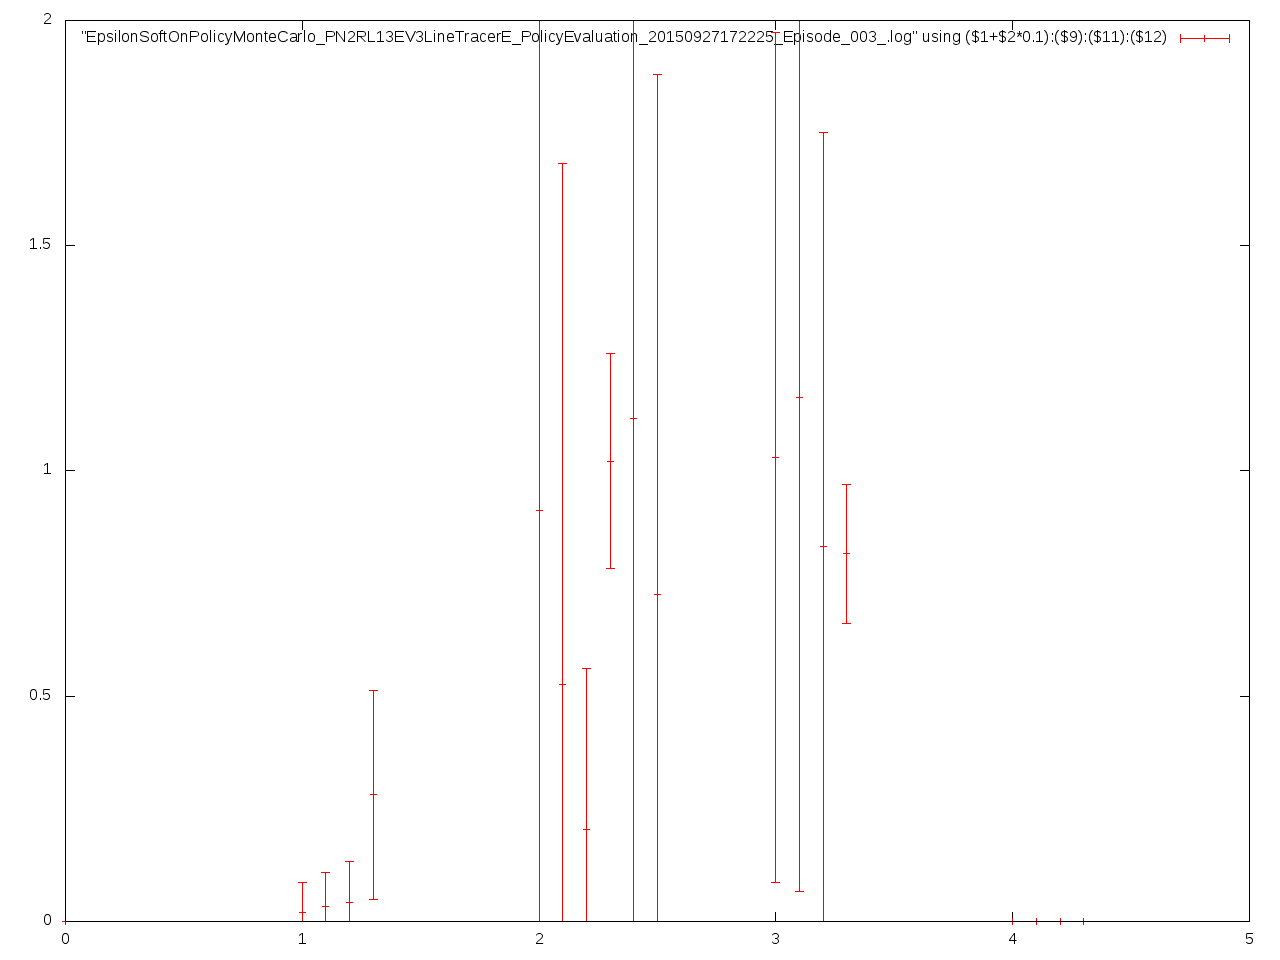 2
"EpsilonSoftOnPolicyMonteCarlo_PN2RL13EV3LineTracerE_PolicyEvaluation_20150927172225_Episode_003_.log" using ($1+$2*0.1):($9):($11):($12)
1.5
1
0.5
0
0 1 2 3 4 5